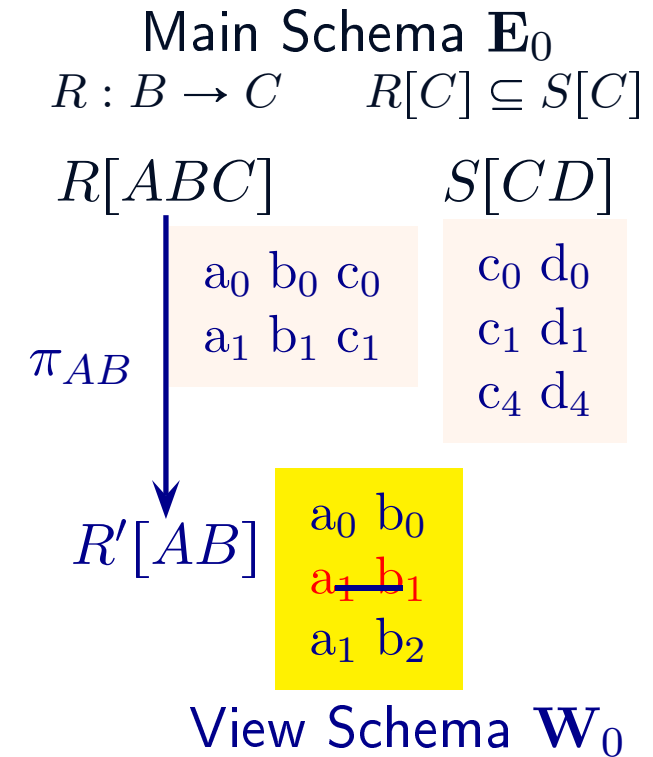 Main Schema E₀
R : B → C R[C] ⊆ S[C]
R[ABC] S[CD]
a₀ b₀ c₀
a₁ b₁ c₁
c₀ d₀
c₁ d₁
c₄ d₄
π_AB
R′[AB]
a₀ b₀
a₁ b₁
a₁ b₂
View Schema W₀